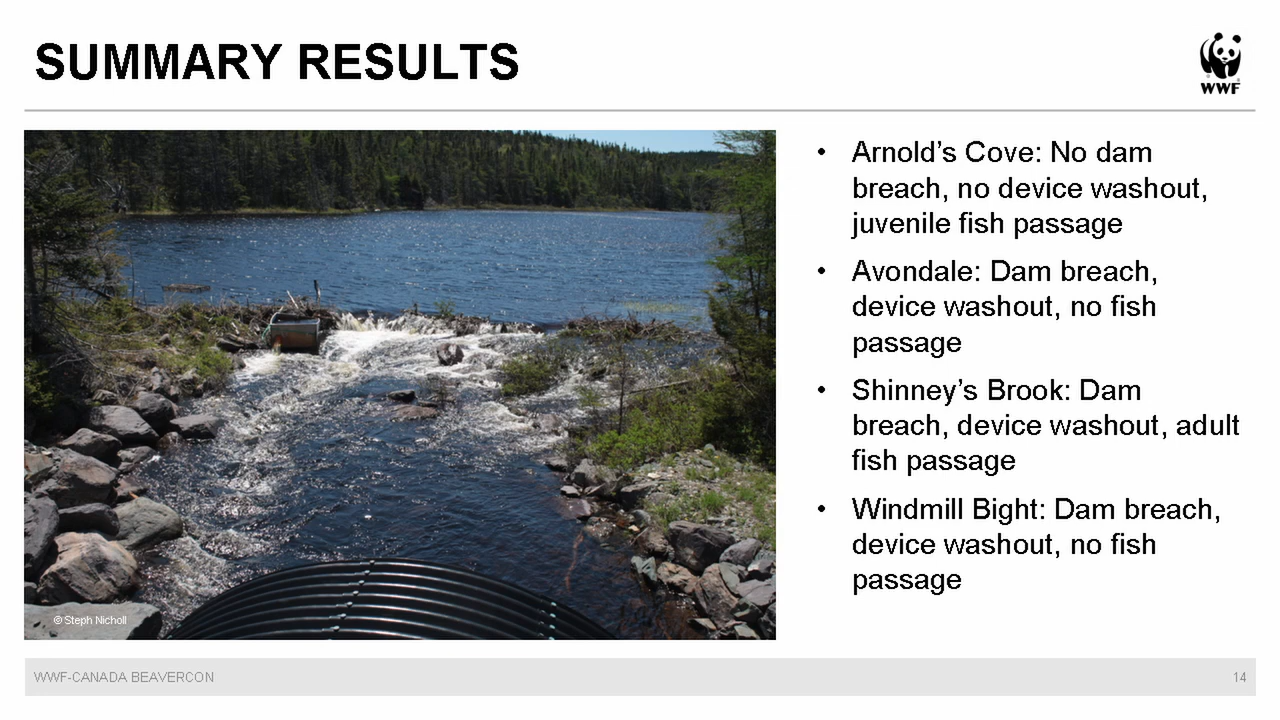 SUMMARY RESULTS
WWF
• Arnold’s Cove: No dam
breach, no device washout,
juvenile fish passage
• Avondale: Dam breach,
device washout, no fish
passage
• Shinney’s Brook: Dam
breach, device washout, adult
fish passage
• Windmill Bight: Dam breach,
device washout, no fish
passage
© Steph Nicholl
WWF-CANADA BEAVERCON
14